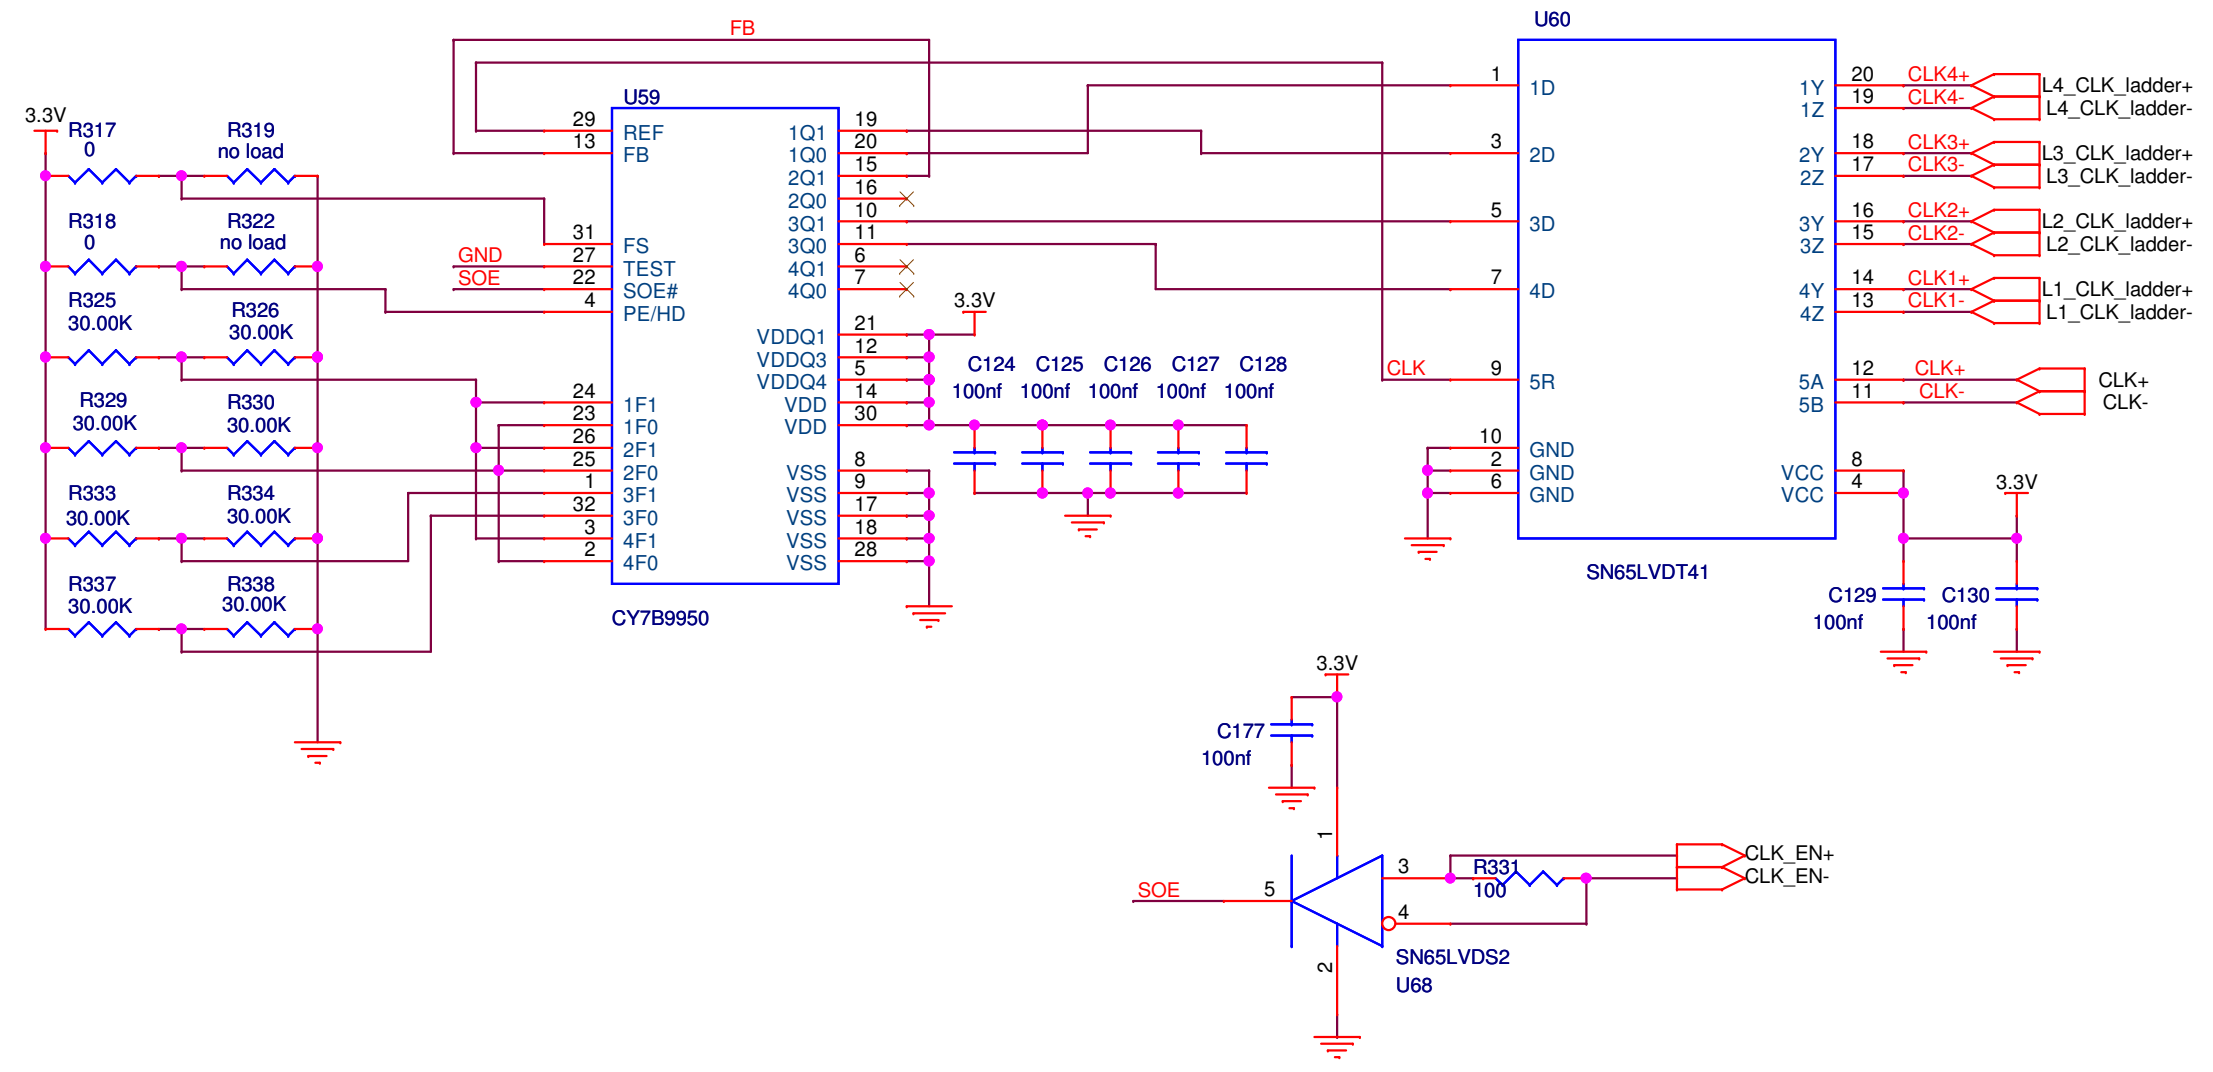 FB
U60
U59
3.3V
R317
0
R319
no load
R318
0
R322
no load
R325
30.00K
R326
30.00K
R329
30.00K
R330
30.00K
R333
30.00K
R334
30.00K
R337
30.00K
R338
30.00K
GND
SOE
29 REF
13 FB
31 FS
27 TEST
22 SOE#
4 PE/HD
24 1F1
23 1F0
26 2F1
25 2F0
1 3F1
32 3F0
3 4F1
2 4F0
1Q1 19
1Q0 20
2Q1 15
2Q0 16
3Q1 10
3Q0 11
4Q1 6
4Q0 7
VDDQ1 21
VDDQ3 12
VDDQ4 5
VDD 14
VDD 30
VSS 8
VSS 9
VSS 17
VSS 18
VSS 28
CY7B9950
3.3V
C124 C125 C126 C127 C128
100nf 100nf 100nf 100nf 100nf
CLK
1 1D
3 2D
5 3D
7 4D
9 5R
10 GND
2 GND
6 GND
1Y 20 CLK4+ L4_CLK_ladder+
1Z 19 CLK4- L4_CLK_ladder-
2Y 18 CLK3+ L3_CLK_ladder+
2Z 17 CLK3- L3_CLK_ladder-
3Y 16 CLK2+ L2_CLK_ladder+
3Z 15 CLK2- L2_CLK_ladder-
4Y 14 CLK1+ L1_CLK_ladder+
4Z 13 CLK1- L1_CLK_ladder-
5A 12 CLK+ CLK+
5B 11 CLK- CLK-
VCC 8
VCC 4
3.3V
SN65LVDT41
C129
100nf
C130
100nf
3.3V
C177
100nf
1
SOE 5
3
4
2
R331
100
CLK_EN+
CLK_EN-
SN65LVDS2
U68